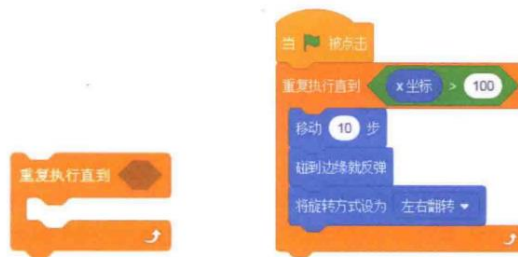 当 被点击
重复执行直到 x 坐标 > 100
移动 10 步
碰到边缘就反弹
将旋转方式设为 左右翻转
重复执行直到